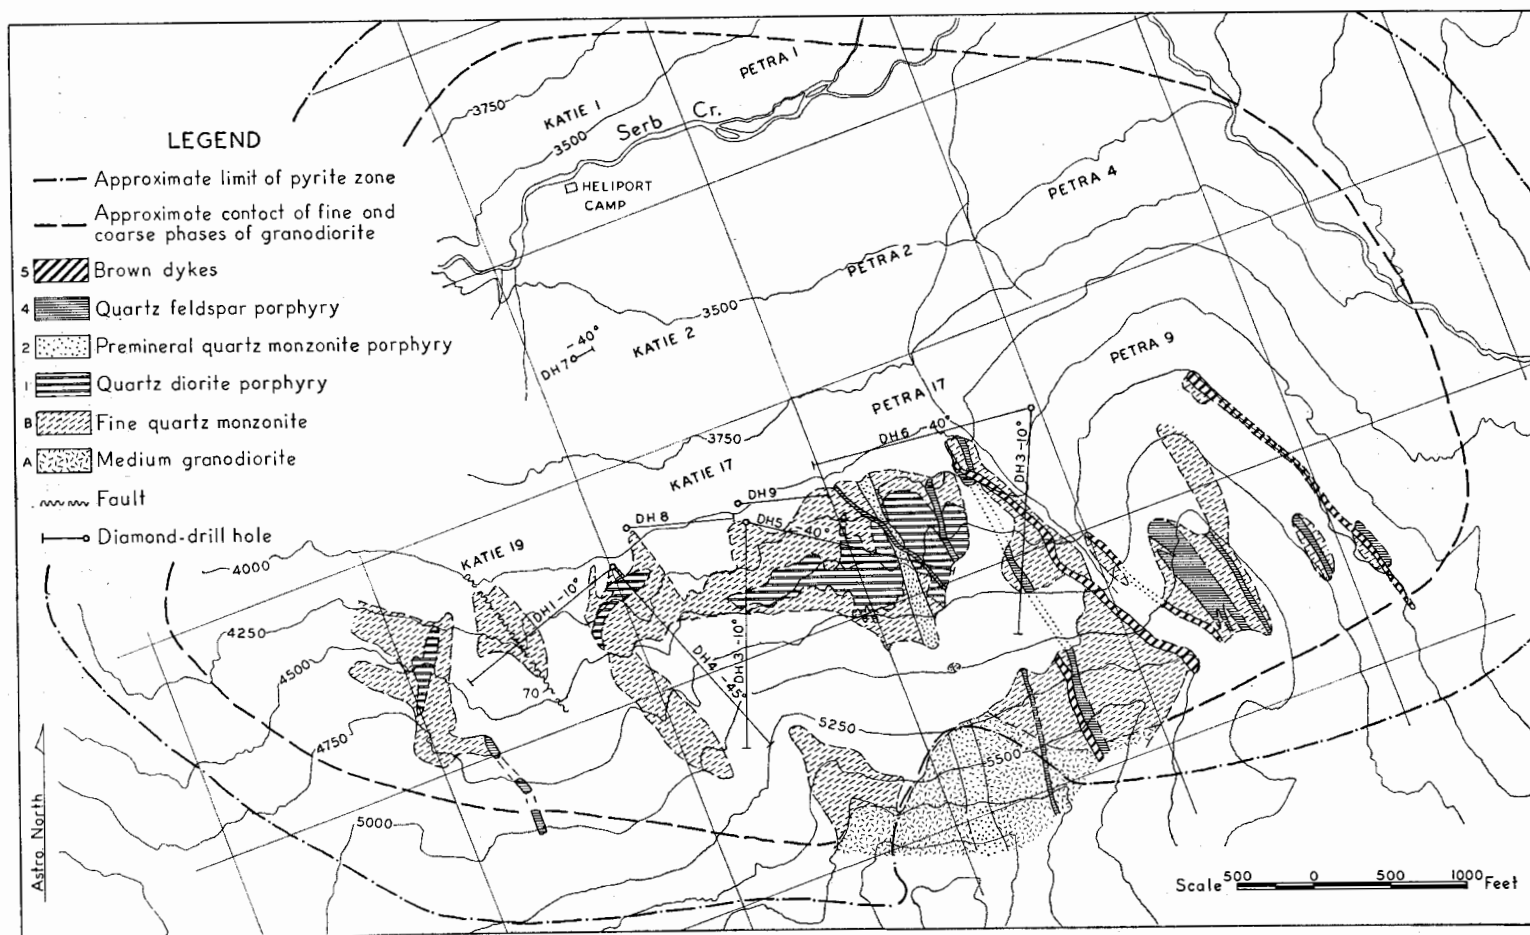 LEGEND
Approximate limit of pyrite zone
Approximate contact of fine and
coarse phases of granodiorite
5 Brown dykes
4 Quartz feldspar porphyry
2 Premineral quartz monzonite porphyry
1 Quartz diorite porphyry
B Fine quartz monzonite
A Medium granodiorite
Fault
Diamond-drill hole
3750
KATIE 1
PETRA 1
3500
Serb Cr.
HELIPORT
CAMP
PETRA 4
PETRA 2
3500
KATIE 2
-40°
DH7
PETRA 9
PETRA 17
3750
DH6 -40°
DH3 -10°
KATIE 17
DH9
DH8
DH5 -40°
KATIE 19
4000
DH1 -10°
4250
4500
70
DH4 -45°
DH3 -10°
4750
5250
5500
5000
Astro. North
Scale 500 0 500 1000 Feet